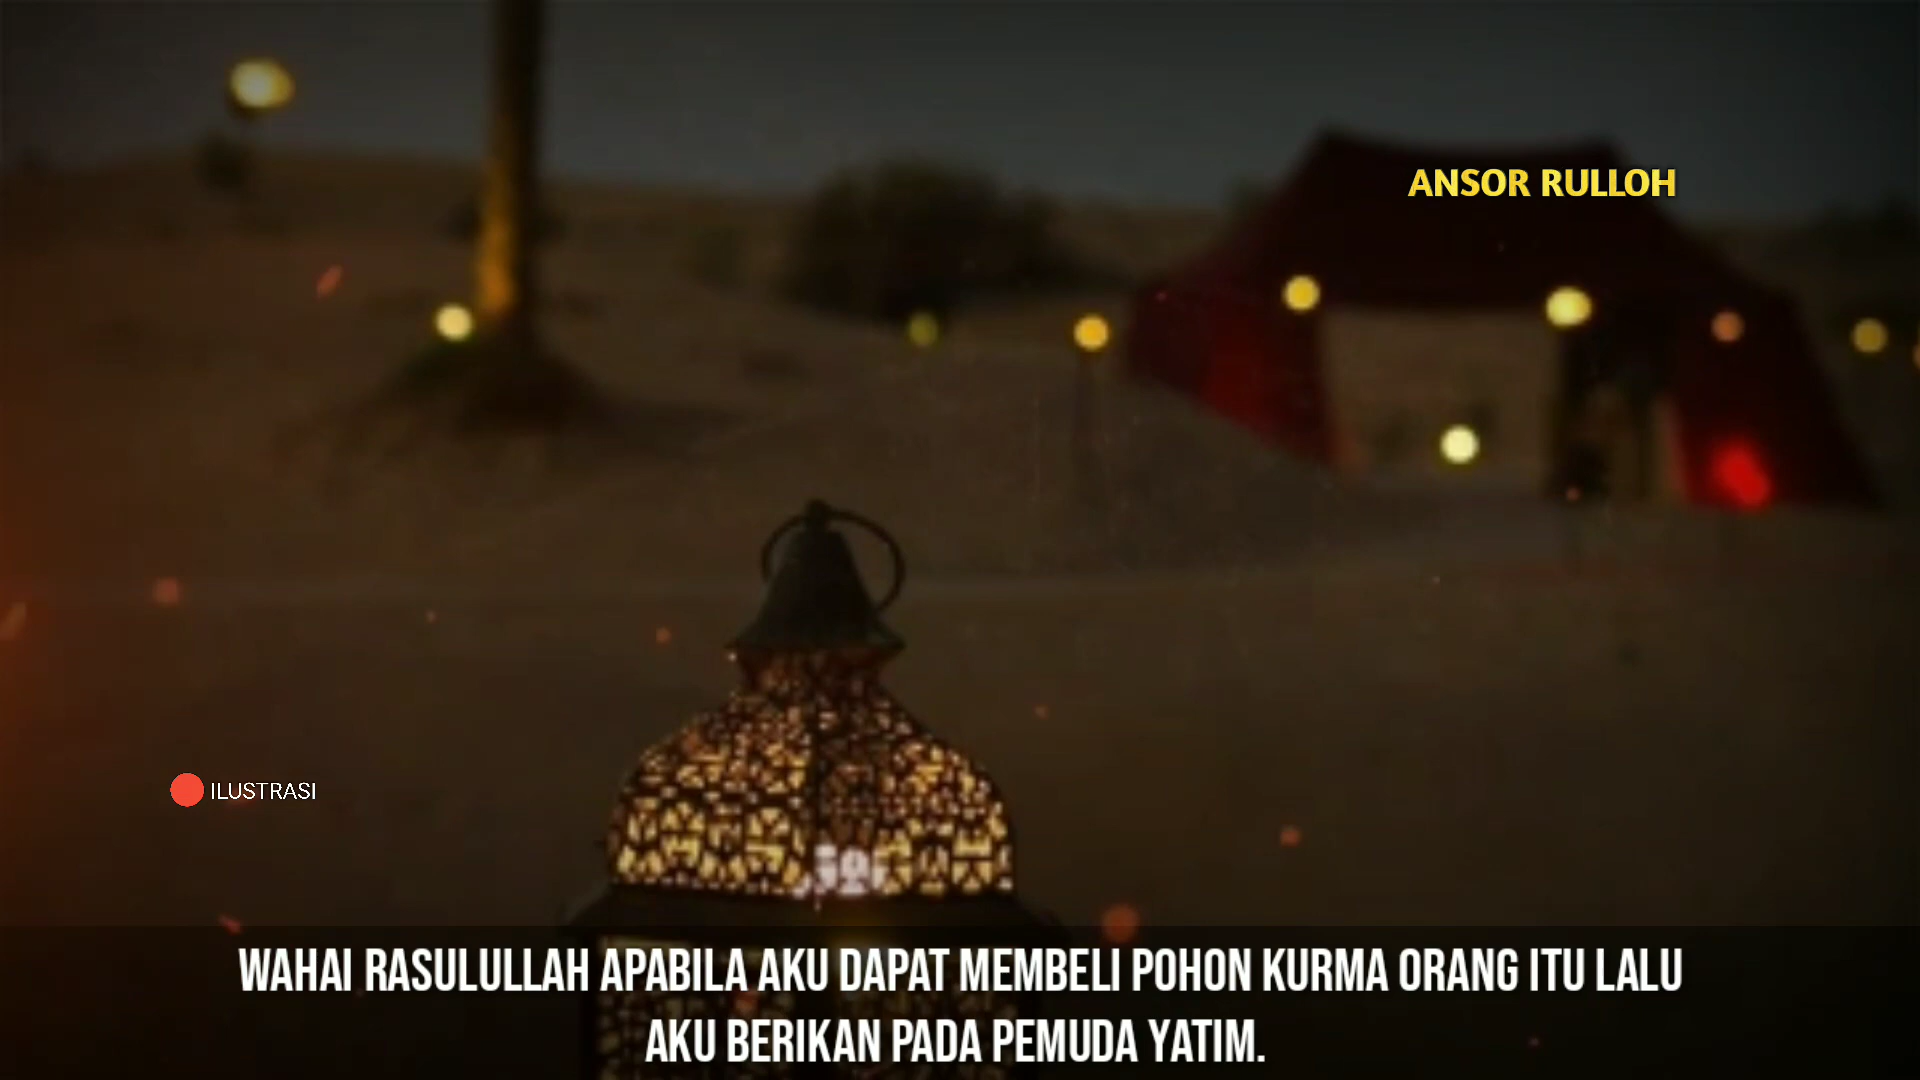 ANSOR RULLOH
ILUSTRASI
WAHAI RASULULLAH APABILA AKU DAPAT MEMBELI POHON KURMA ORANG ITU LALU
AKU BERIKAN PADA PEMUDA YATIM.